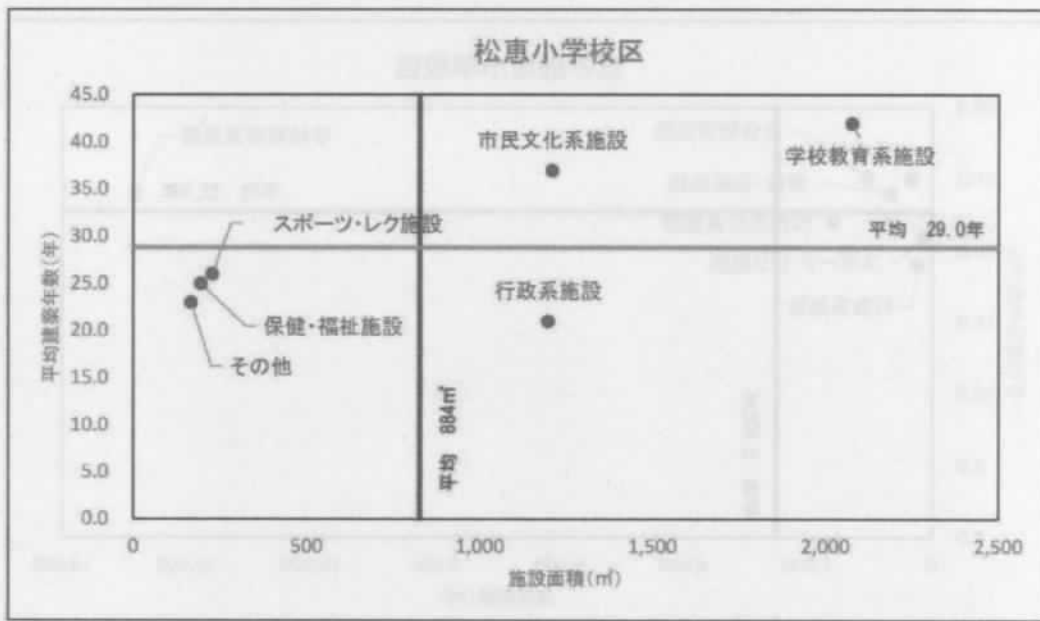 松恵小学校区
平均建築年数(年)
45.0
40.0
35.0
30.0
25.0
20.0
15.0
10.0
5.0
0.0
市民文化系施設
学校教育系施設
スポーツ・レク施設
平均 29.0年
行政系施設
保健・福祉施設
その他
平均 884㎡
0
500
1,000
1,500
2,000
2,500
施設面積(㎡)